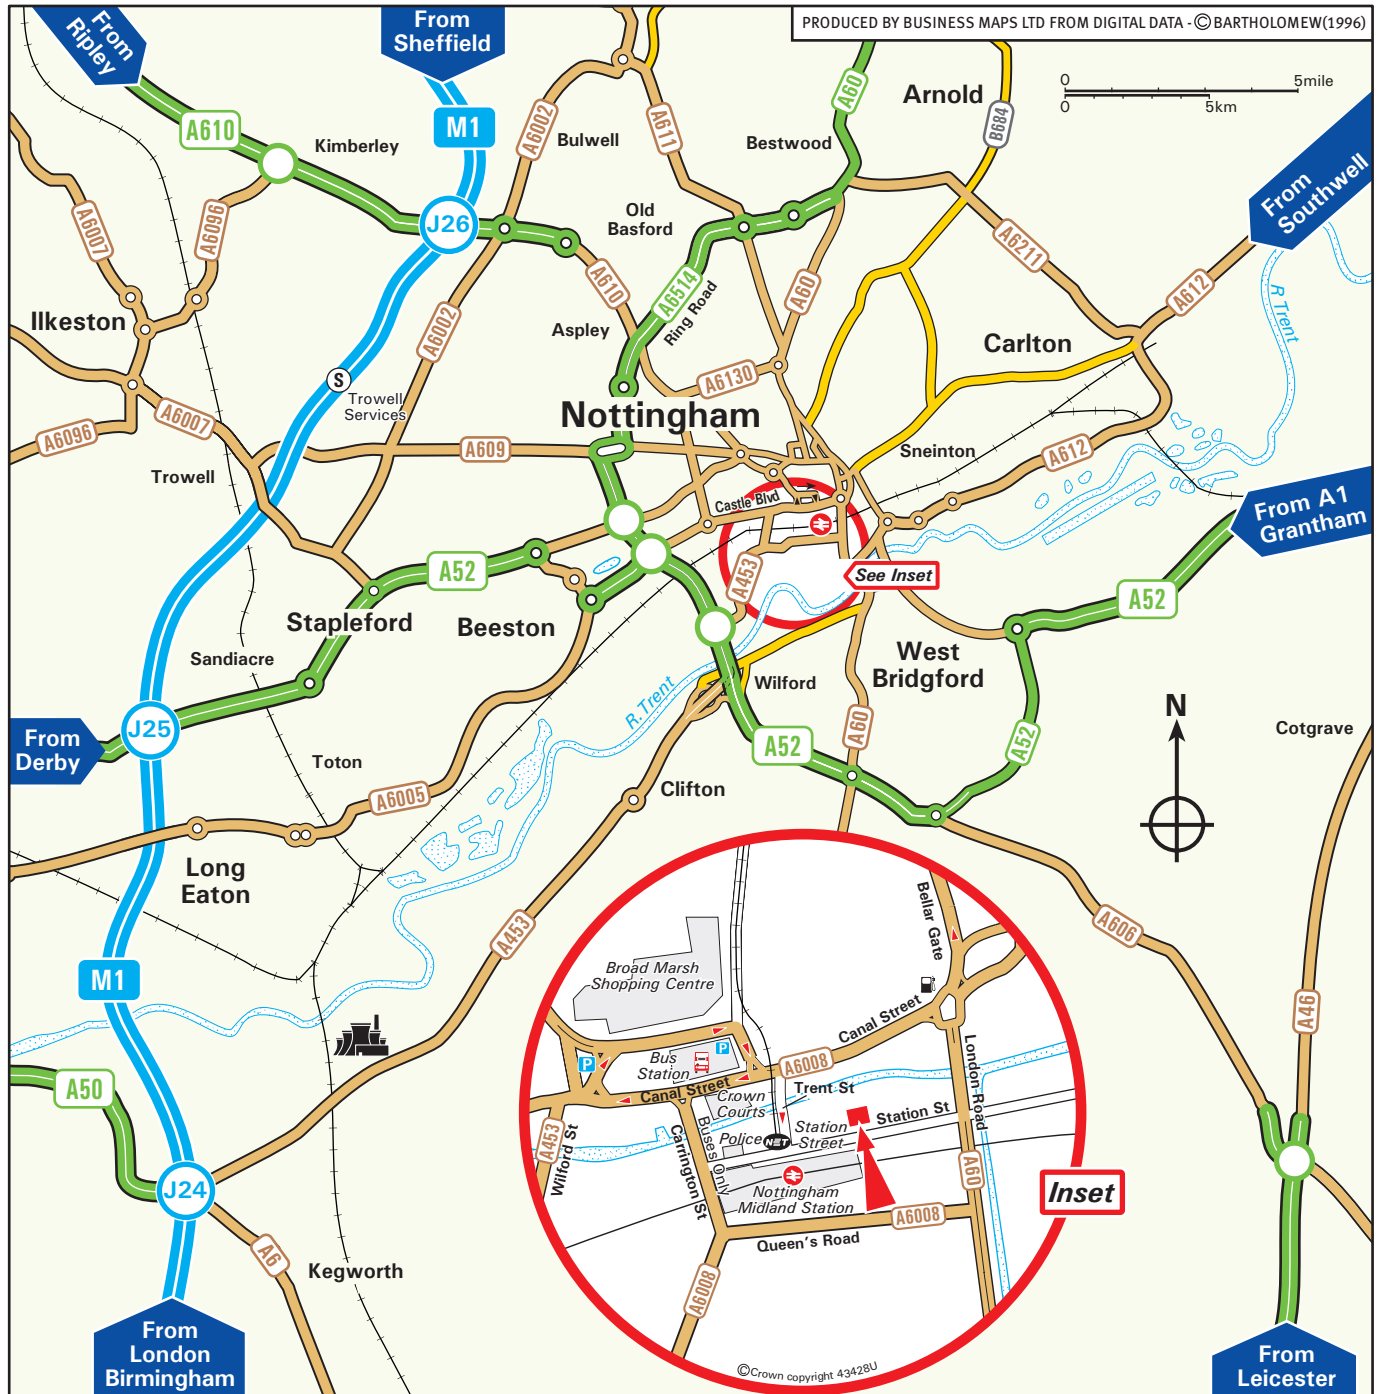 PRODUCED BY BUSINESS MAPS LTD FROM DIGITAL DATA - ©BARTHOLOMEW(1996)
From
Ripley
From
Sheffield
A610
M1
Kimberley
A6002
Bulwell
A611
A60
Bestwood
Arnold
B684
0
5mile
0
5km
From
Southwell
A6007
A6096
J26
Old
Basford
A6211
A612
R Trent
A610
A6514
Ring Road
A60
Ilkeston
A6002
Aspley
Carlton
S
Trowell
Services
A6130
A6007
A6096
Nottingham
A609
Sneinton
A612
Trowell
Castle Blvd
From A1
Grantham
A52
A453
See Inset
A52
Stapleford
Beeston
West
Bridgford
Sandiacre
Wilford
R. Trent
N
J25
From
Derby
A52
A60
A52
Cotgrave
Toton
Clifton
A6005
Long
Eaton
A453
A606
M1
A46
Bellar Gate
Broad Marsh
Shopping Centre
Canal Street
London Road
P
Bus
Station
P
A6008
Canal Street
Trent St
Crown
Courts
Station St
A453
Wilford St
Buses Only
Carrington St
Police
NET
Station
Street
A60
Nottingham
Midland Station
A6008
Queen's Road
A6008
Inset
©Crown copyright 43428U
A50
J24
A6
Kegworth
From
London
Birmingham
From
Leicester